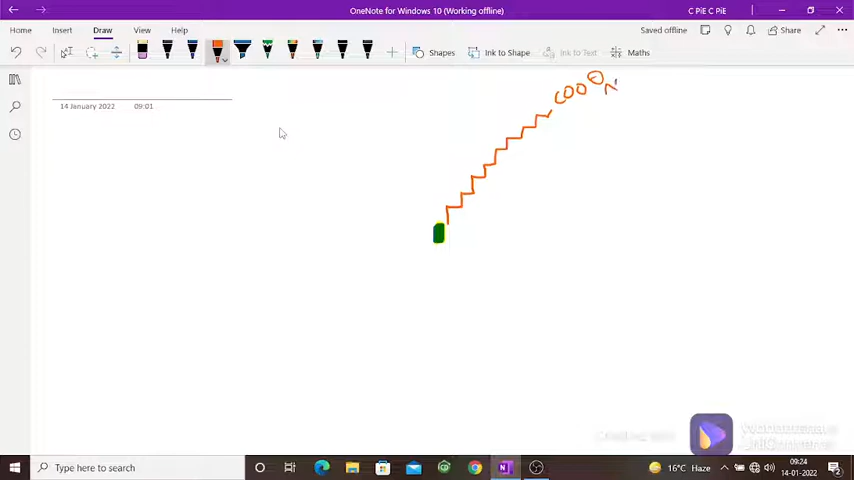 OneNote for Windows 10 (Working offline)
C PiE C PiE
Home Insert Draw View Help
Saved offline
Share
Shapes
Ink to Shape
Ink to Text
Maths
14 January 2022 09:01
COO
Type here to search
16°C Haze
09:24
14-01-2022